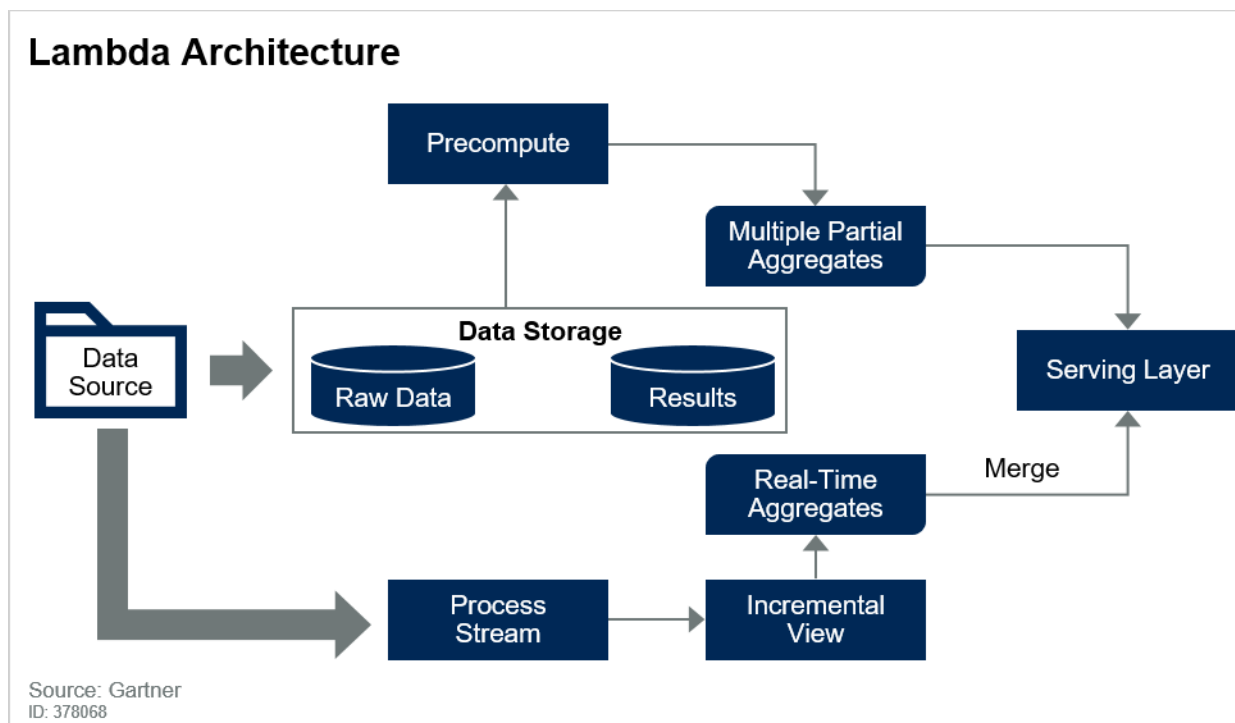 Lambda Architecture
Precompute
Multiple Partial
Aggregates
Data Storage
Data
Source
Raw Data
Results
Serving Layer
Real-Time
Aggregates
Merge
Process
Stream
Incremental
View
Source: Gartner
ID: 378068